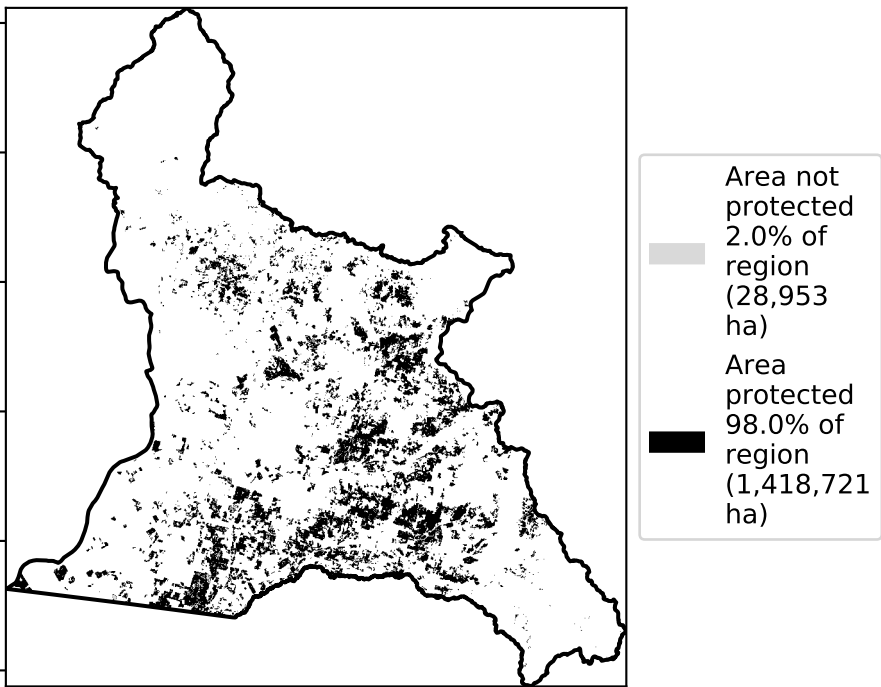 Area not
protected
2.0% of
region
(28,953
ha)
Area
protected
98.0% of
region
(1,418,721
ha)